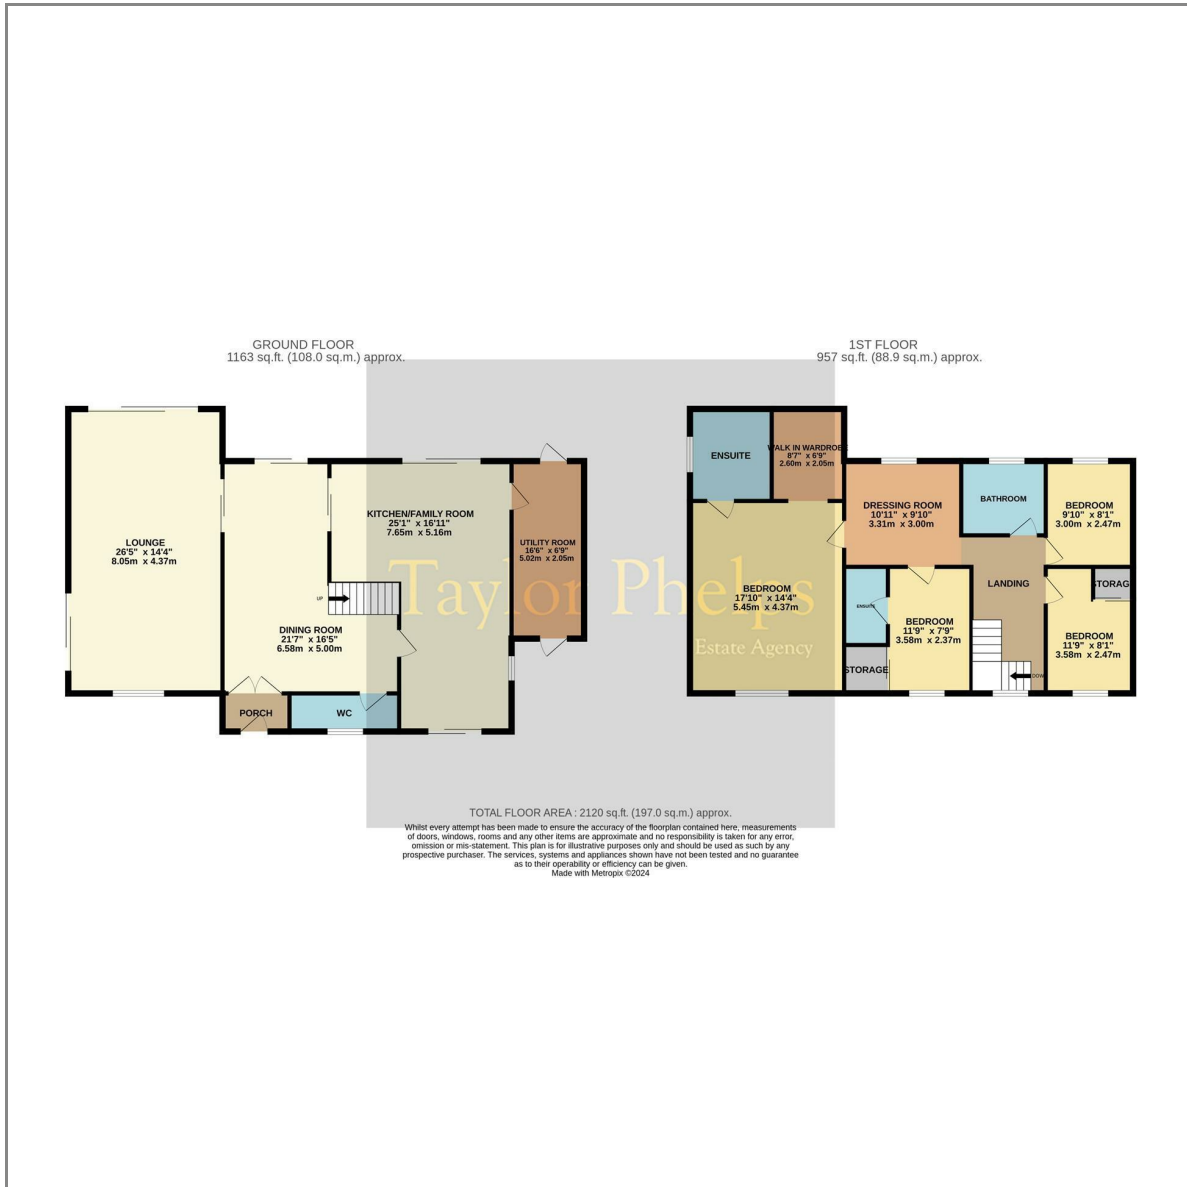 GROUND FLOOR
1163 sq.ft. (108.0 sq.m.) approx.
LOUNGE
26'5" x 14'4"
8.05m x 4.37m
KITCHEN/FAMILY ROOM
25'1" x 16'11"
7.65m x 5.16m
UTILITY ROOM
16'6" x 6'9"
5.02m x 2.05m
UP
DINING ROOM
21'7" x 16'5"
6.58m x 5.00m
PORCH
WC
1ST FLOOR
957 sq.ft. (88.9 sq.m.) approx.
ENSUITE
WALK IN WARDROBE
8'7" x 6'9"
2.60m x 2.05m
DRESSING ROOM
10'11" x 9'10"
3.31m x 3.00m
BATHROOM
BEDROOM
9'10" x 8'1"
3.00m x 2.47m
BEDROOM
17'10" x 14'4"
5.45m x 4.37m
ENSUITE
BEDROOM
11'9" x 7'9"
3.58m x 2.37m
STORAGE
LANDING
STORAGE
BEDROOM
11'9" x 8'1"
3.58m x 2.47m
DOWN
Taylor Phelps
Estate Agency
TOTAL FLOOR AREA : 2120 sq.ft. (197.0 sq.m.) approx.
Whilst every attempt has been made to ensure the accuracy of the floorplan contained here, measurements
of doors, windows, rooms and any other items are approximate and no responsibility is taken for any error,
omission or mis-statement. This plan is for illustrative purposes only and should be used as such by any
prospective purchaser. The services, systems and appliances shown have not been tested and no guarantee
as to their operability or efficiency can be given.
Made with Metropix ©2024